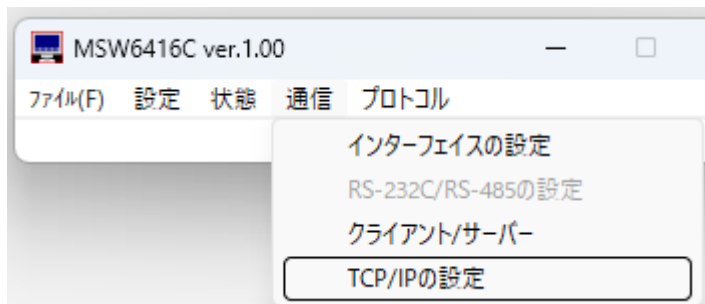 MSW6416C ver.1.00
ﾌｧｲﾙ(F) 設定 状態 通信 プロトコル
インターフェイスの設定
RS-232C/RS-485の設定
クライアント/サーバー
TCP/IPの設定